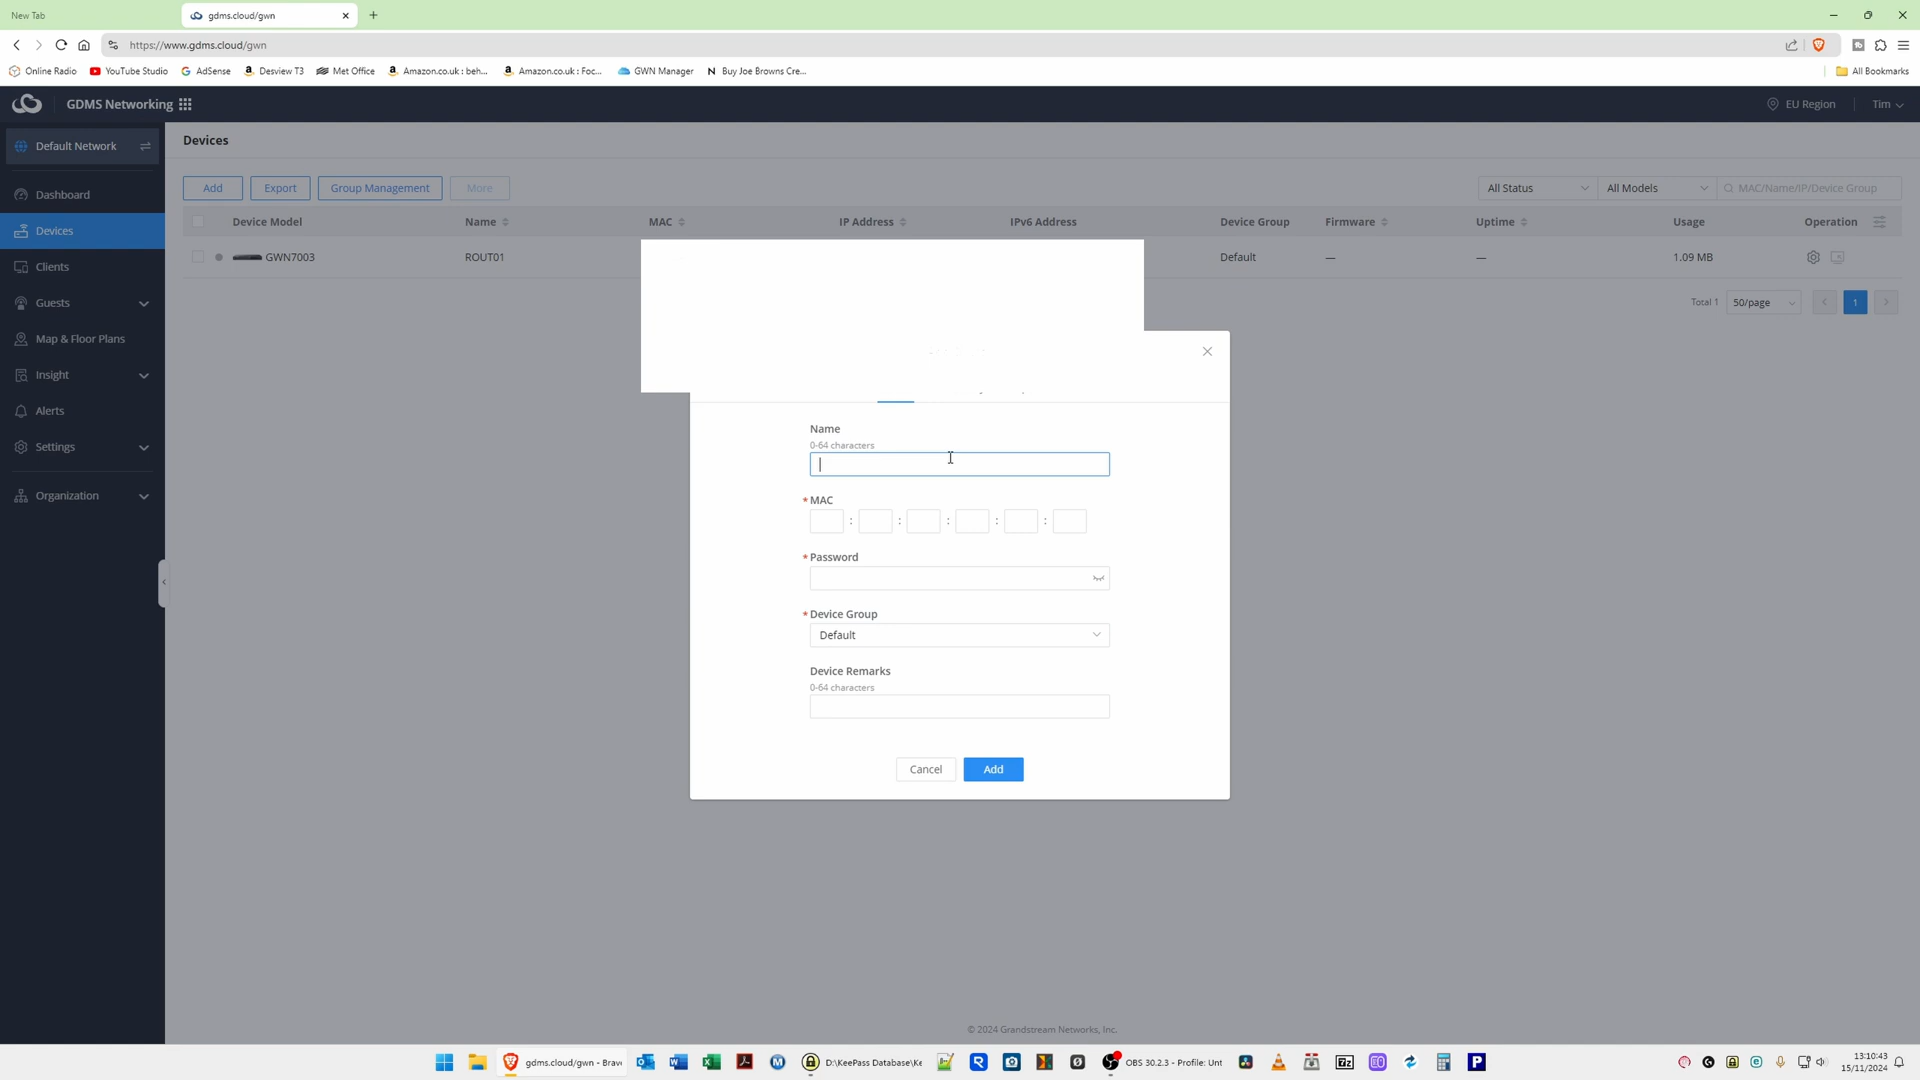 New Tab
gdms.cloud/gwn
https://www.gdms.cloud/gwn
Online Radio
YouTube Studio
AdSense
Desview T3
Met Office
Amazon.co.uk : beh...
Amazon.co.uk : Foc...
GWN Manager
Buy Joe Browns Cre...
All Bookmarks
GDMS Networking
EU Region
Tim
Default Network
Dashboard
Devices
Clients
Guests
Map & Floor Plans
Insight
Alerts
Settings
Organization
Devices
Add
Export
Group Management
More
All Status
All Models
MAC/Name/IP/Device Group
Device Model
Name
MAC
IP Address
IPv6 Address
Device Group
Firmware
Uptime
Usage
Operation
GWN7003
ROUT01
Default
—
—
1.09 MB
Total 1
50/page
1
Name
0-64 characters
* MAC
: : : : :
* Password
* Device Group
Default
Device Remarks
0-64 characters
Cancel
Add
© 2024 Grandstream Networks, Inc.
gdms.cloud/gwn - Brave
D:\KeePass Database\Ke
OBS 30.2.3 - Profile: Unt
13:10:43
15/11/2024